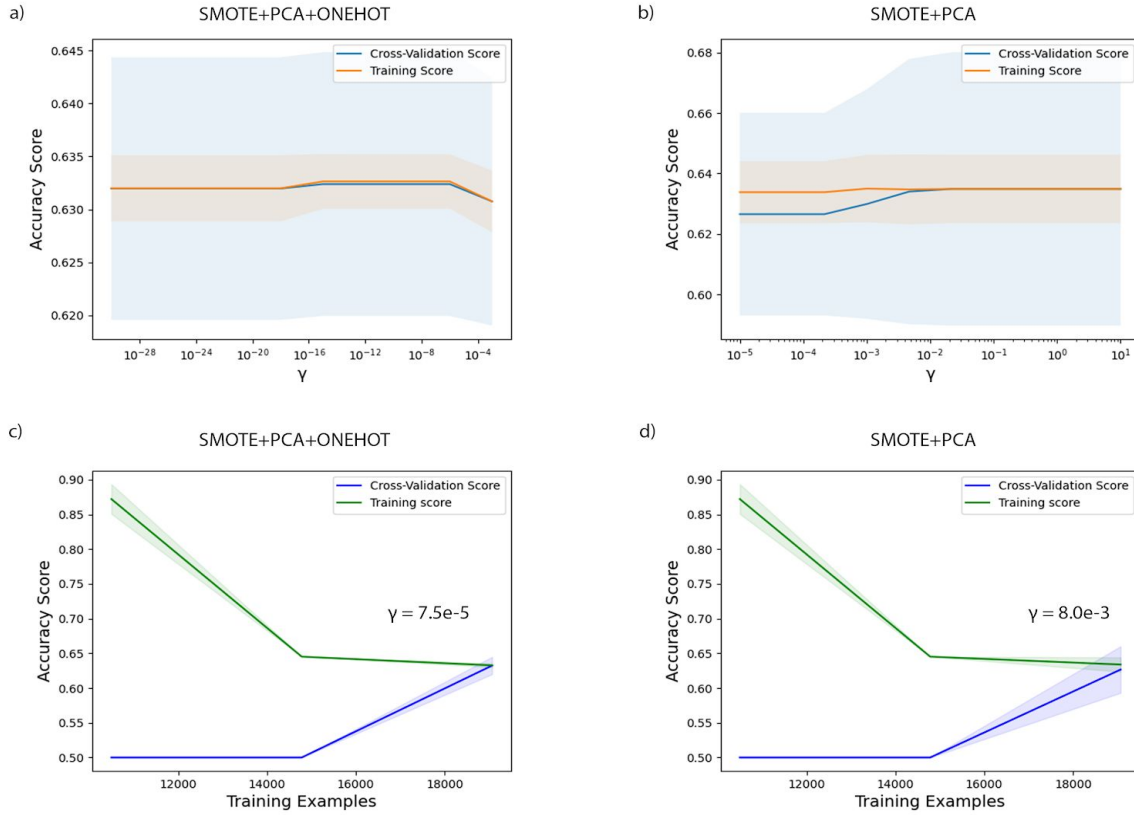 a)
SMOTE+PCA+ONEHOT
Cross-Validation Score
Training Score
Accuracy Score
0.645
0.640
0.635
0.630
0.625
0.620
10⁻²⁸ 10⁻²⁴ 10⁻²⁰ 10⁻¹⁶ 10⁻¹² 10⁻⁸ 10⁻⁴
γ
b)
SMOTE+PCA
Cross-Validation Score
Training Score
Accuracy Score
0.68
0.66
0.64
0.62
0.60
10⁻⁵ 10⁻⁴ 10⁻³ 10⁻² 10⁻¹ 10⁰ 10¹
γ
c)
SMOTE+PCA+ONEHOT
Cross-Validation Score
Training score
Accuracy Score
0.90
0.85
0.80
0.75
0.70
0.65
0.60
0.55
0.50
γ = 7.5e-5
12000 14000 16000 18000
Training Examples
d)
SMOTE+PCA
Cross-Validation Score
Training score
Accuracy Score
0.90
0.85
0.80
0.75
0.70
0.65
0.60
0.55
0.50
γ = 8.0e-3
12000 14000 16000 18000
Training Examples